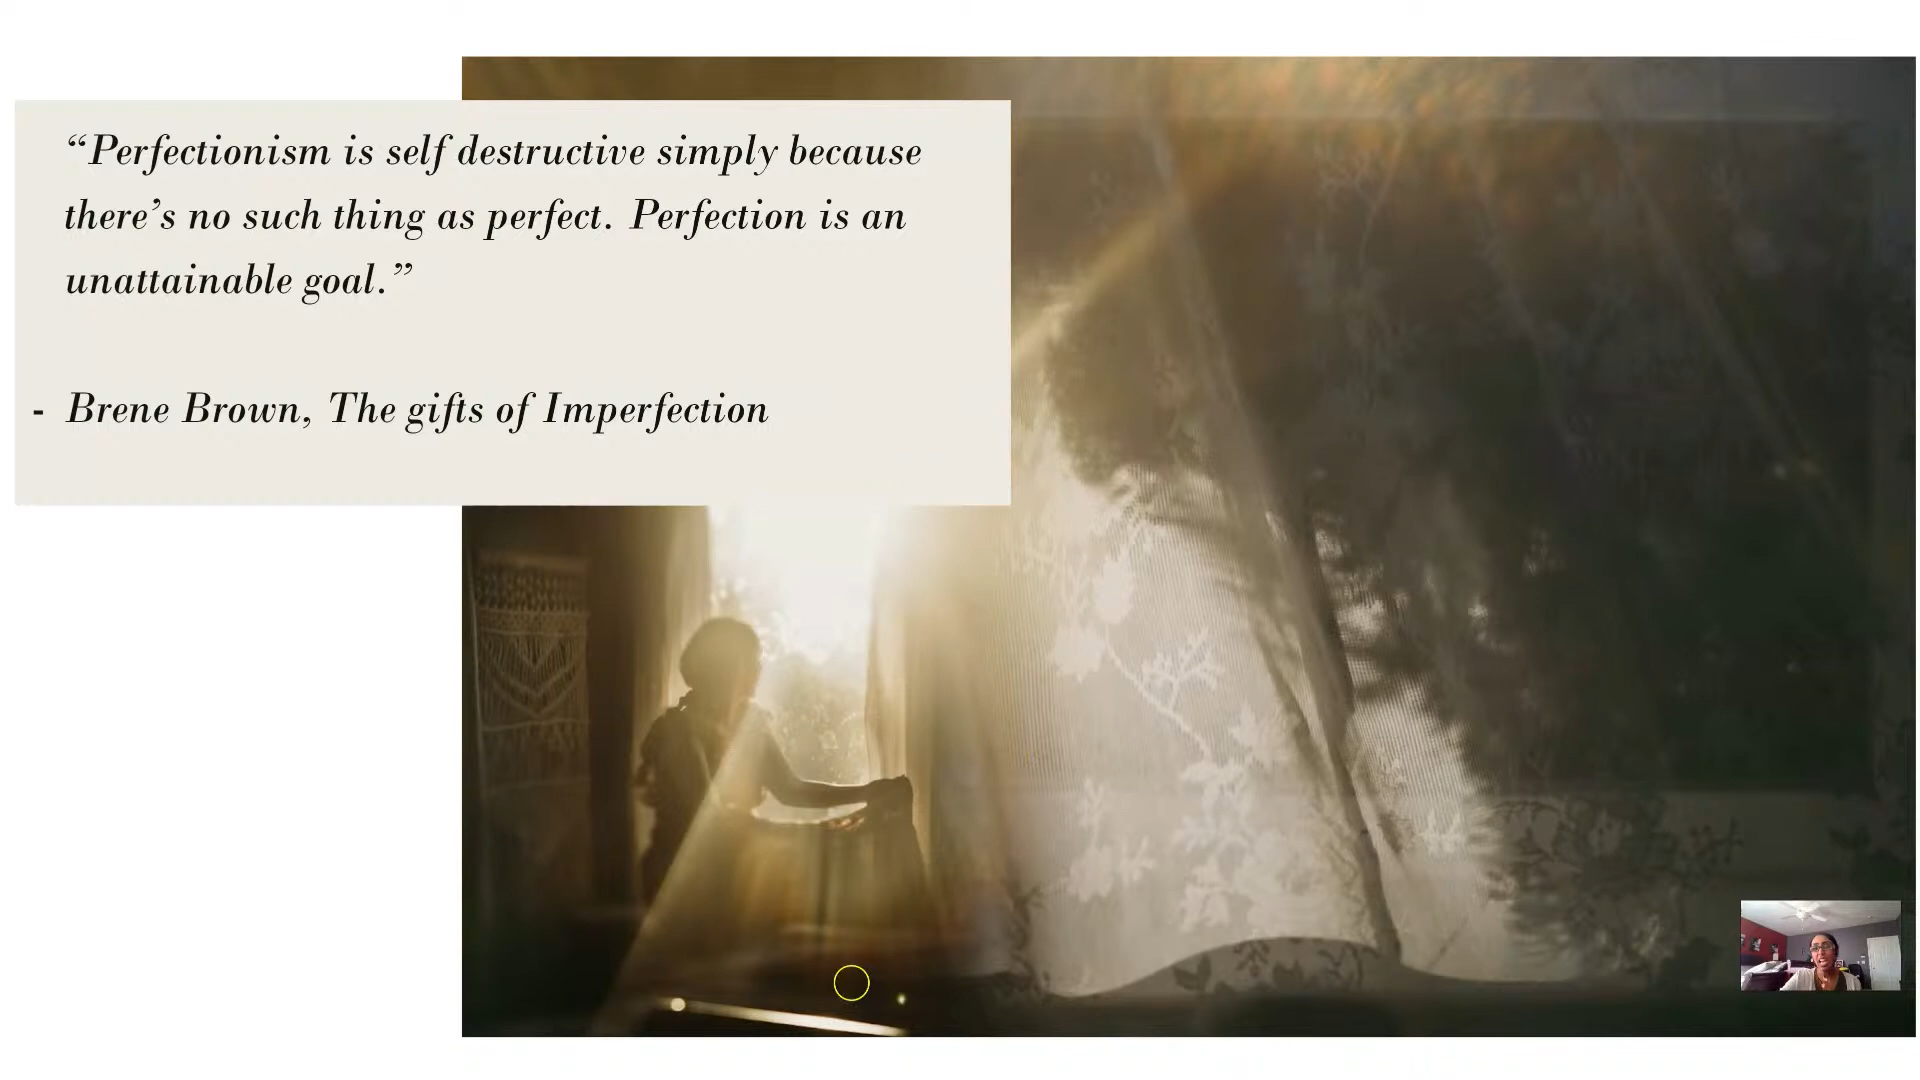 “Perfectionism is self destructive simply because
there’s no such thing as perfect. Perfection is an
unattainable goal.”
- Brene Brown, The gifts of Imperfection